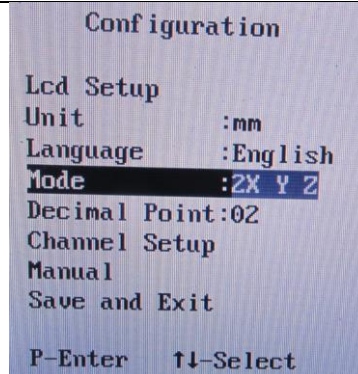 Configuration
Lcd Setup
Unit :mm
Language :English
Mode :2X Y Z
Decimal Point:02
Channel Setup
Manual
Save and Exit
P-Enter ↑↓-Select